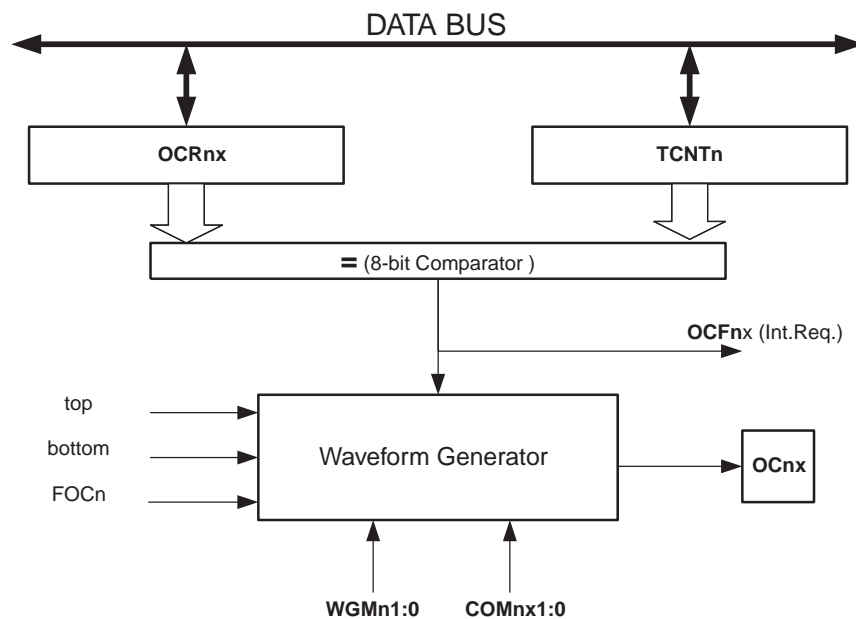 DATA BUS
OCRnx
TCNTn
= (8-bit Comparator )
OCFnx (Int.Req.)
top
bottom
FOCn
Waveform Generator
OCnx
WGMn1:0
COMnx1:0